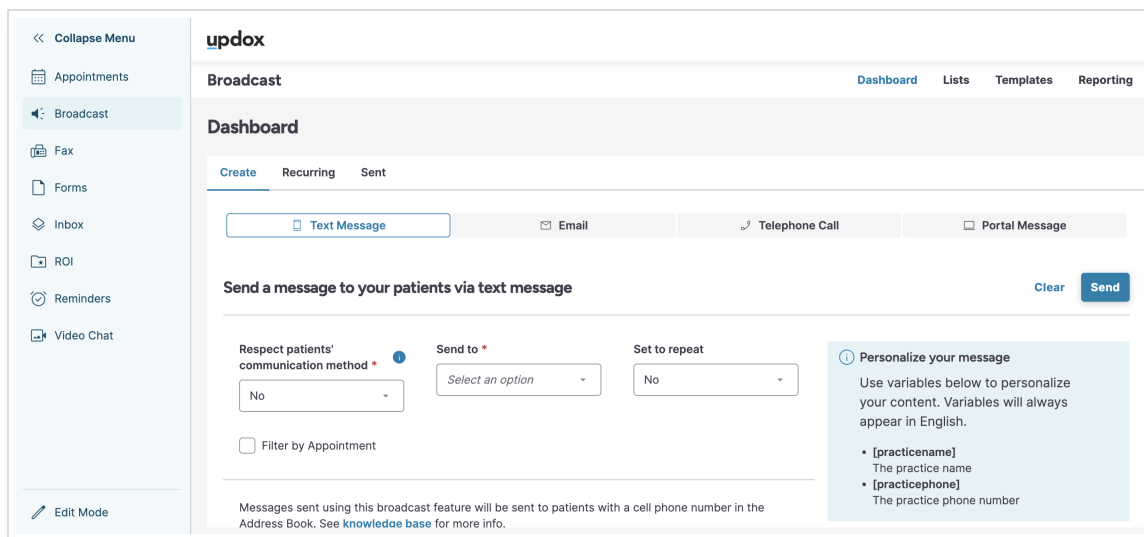 Collapse Menu
Appointments
Broadcast
Fax
Forms
Inbox
ROI
Reminders
Video Chat
Edit Mode
updox
Broadcast
Dashboard Lists Templates Reporting
Dashboard
Create Recurring Sent
Text Message Email Telephone Call Portal Message
Send a message to your patients via text message
Clear Send
Respect patients'
communication method *
No
Send to *
Select an option
Set to repeat
No
Filter by Appointment
Messages sent using this broadcast feature will be sent to patients with a cell phone number in the
Address Book. See knowledge base for more info.
Personalize your message
Use variables below to personalize
your content. Variables will always
appear in English.
• [practicename]
The practice name
• [practicephone]
The practice phone number